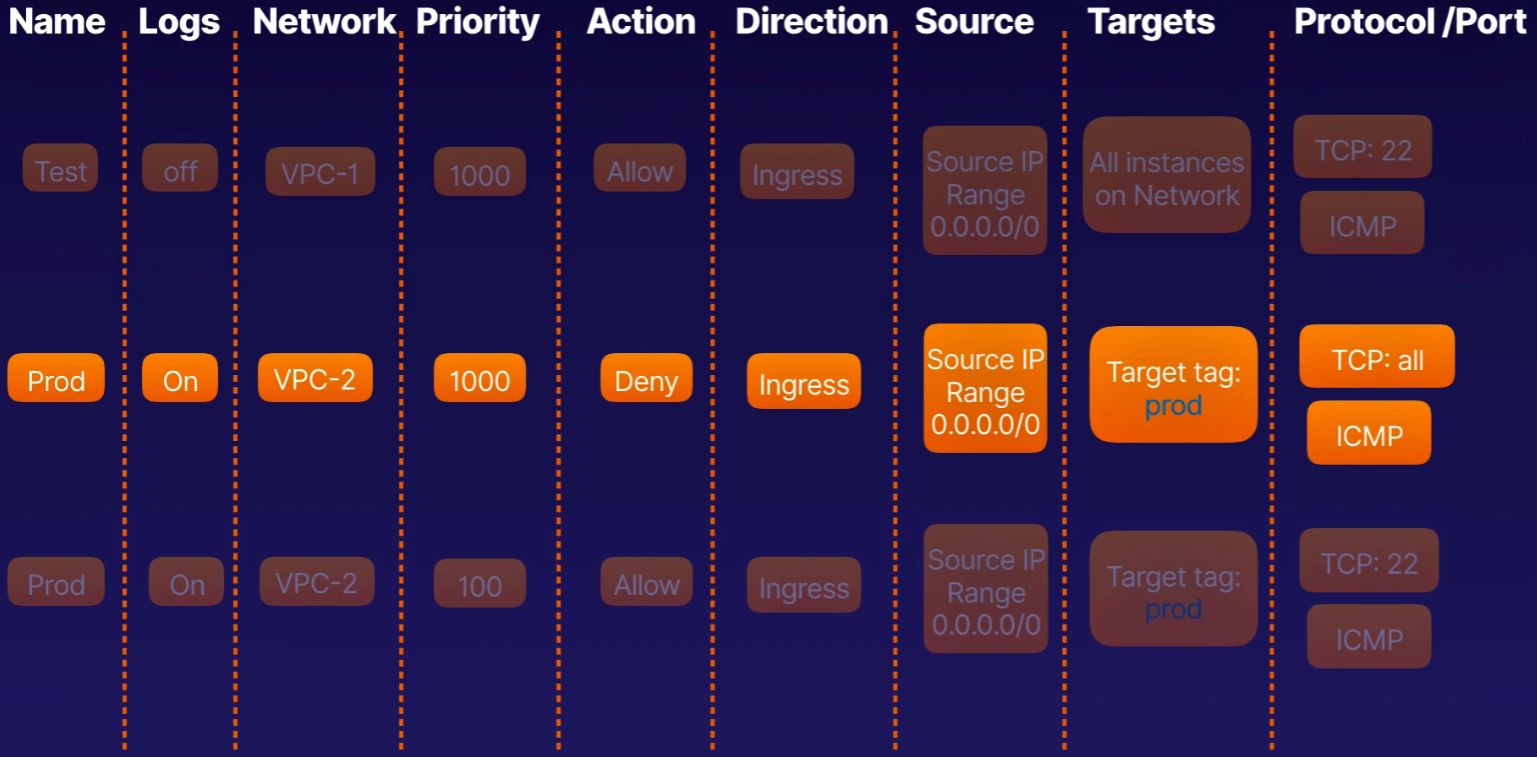 Name Logs Network Priority Action Direction Source Targets Protocol /Port
Test off VPC-1 1000 Allow Ingress
Source IP
Range
0.0.0.0/0
All instances
on Network
TCP: 22
ICMP
Prod On VPC-2 1000 Deny Ingress
Source IP
Range
0.0.0.0/0
Target tag:
prod
TCP: all
ICMP
Prod On VPC-2 100 Allow Ingress
Source IP
Range
0.0.0.0/0
Target tag:
prod
TCP: 22
ICMP